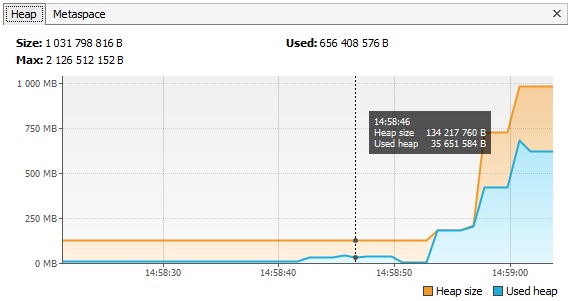 Heap Metaspace
Size: 1 031 798 816 B Used: 656 408 576 B
Max: 2 126 512 152 B
1 000 MB
750 MB
500 MB
250 MB
0 MB
14:58:46
Heap size 134 217 760 B
Used heap 35 651 584 B
14:58:30 14:58:40 14:58:50 14:59:00
Heap size Used heap